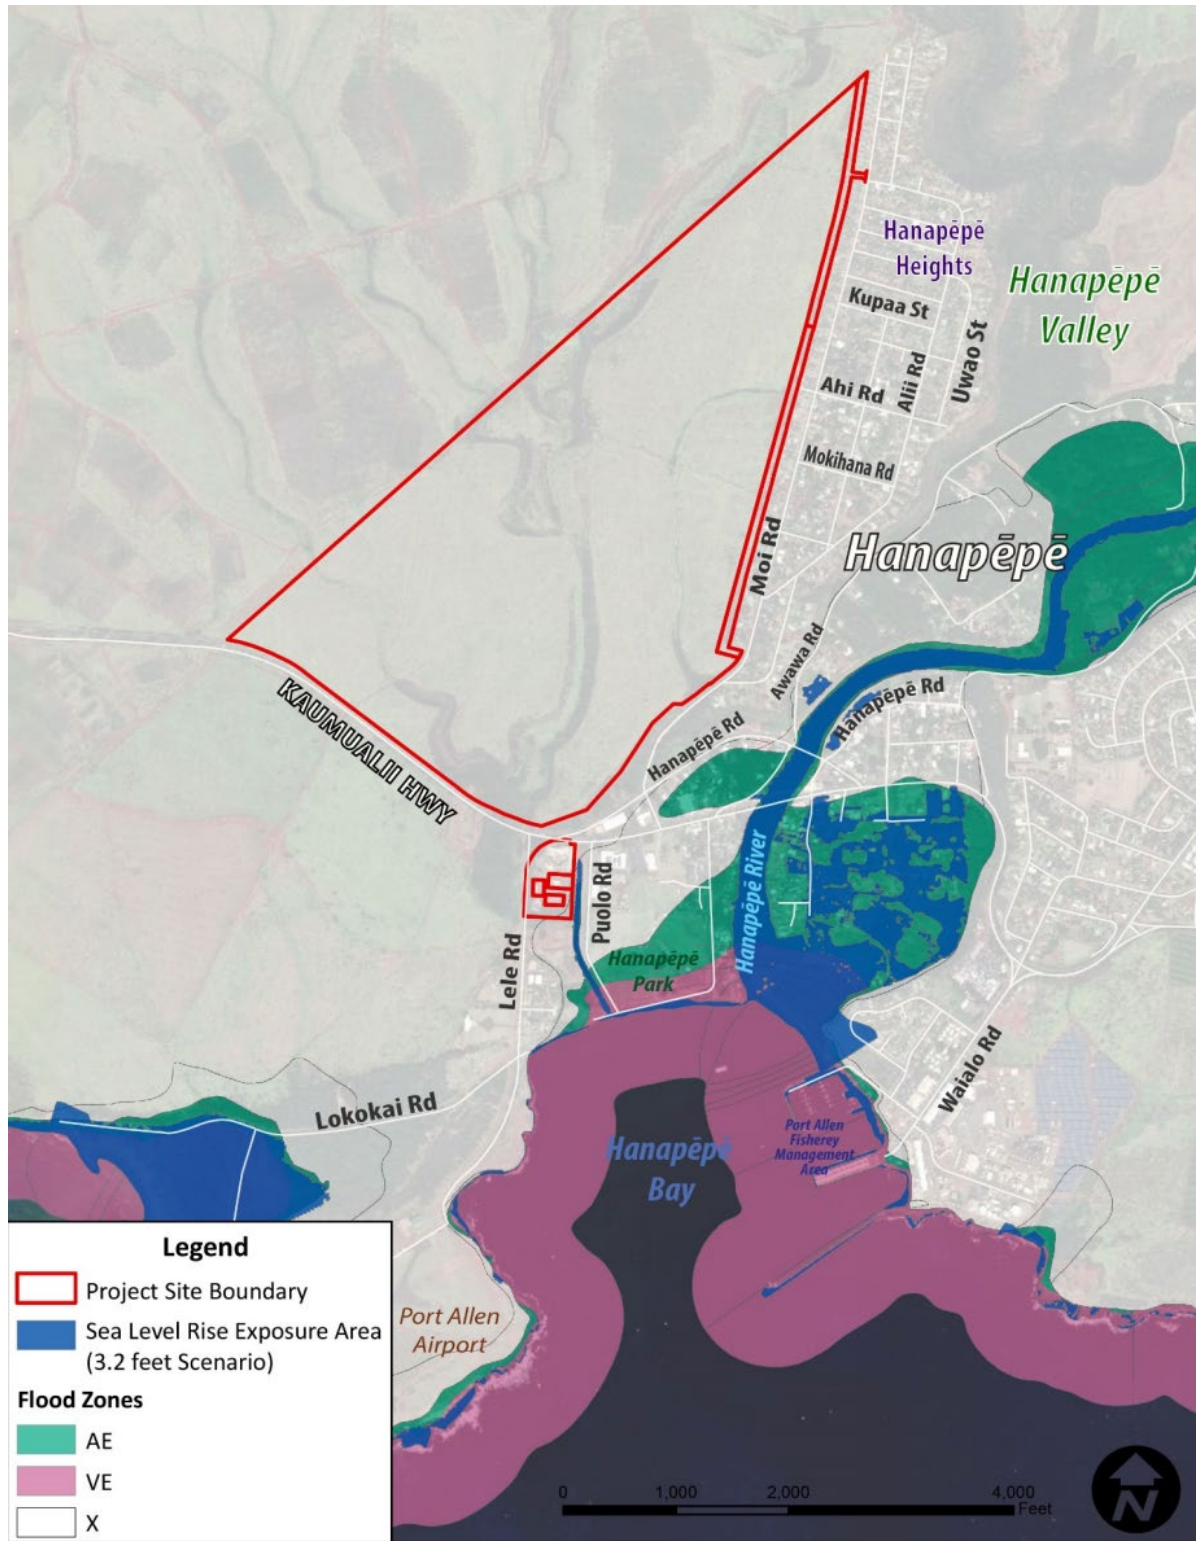 Hanapēpē
Heights
Hanapēpē
Valley
Kupaa St
Uwao St
Alii Rd
Ahi Rd
Mokihana Rd
Moi Rd
Hanapēpē
Awawa Rd
Hanapēpē Rd
Hanapēpē Rd
KAUMUALII HWY
Hanapēpē River
Puolo Rd
Lele Rd
Hanapēpē
Park
Waialo Rd
Lokokai Rd
Hanapēpē
Bay
Port Allen
Fisherey
Management
Area
Port Allen
Airport
Legend
Project Site Boundary
Sea Level Rise Exposure Area
(3.2 feet Scenario)
Flood Zones
AE
VE
X
0 1,000 2,000 4,000
Feet
N